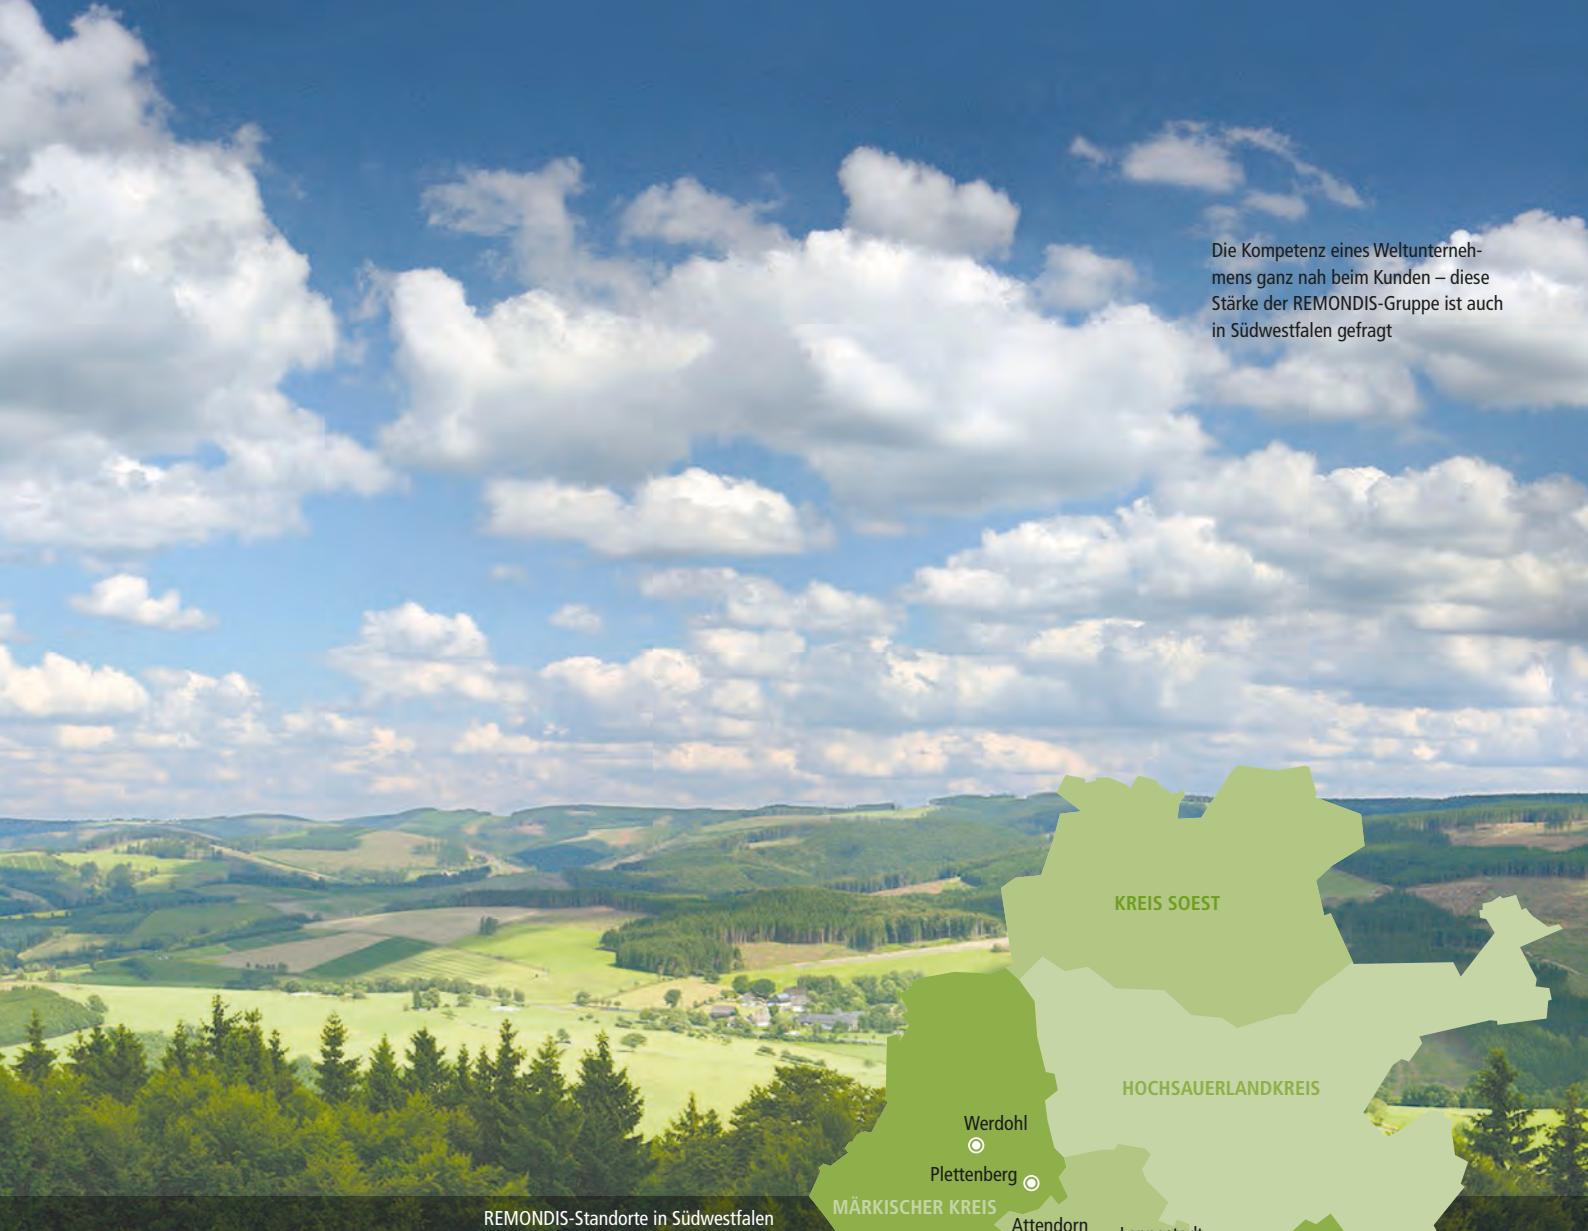 Die Kompetenz eines Weltunterneh-
mens ganz nah beim Kunden – diese
Stärke der REMONDIS-Gruppe ist auch
in Südwestfalen gefragt
KREIS SOEST
HOCHSAUERLANDKREIS
Werdohl
Plettenberg
MÄRKISCHER KREIS
REMONDIS-Standorte in Südwestfalen
Attendorn